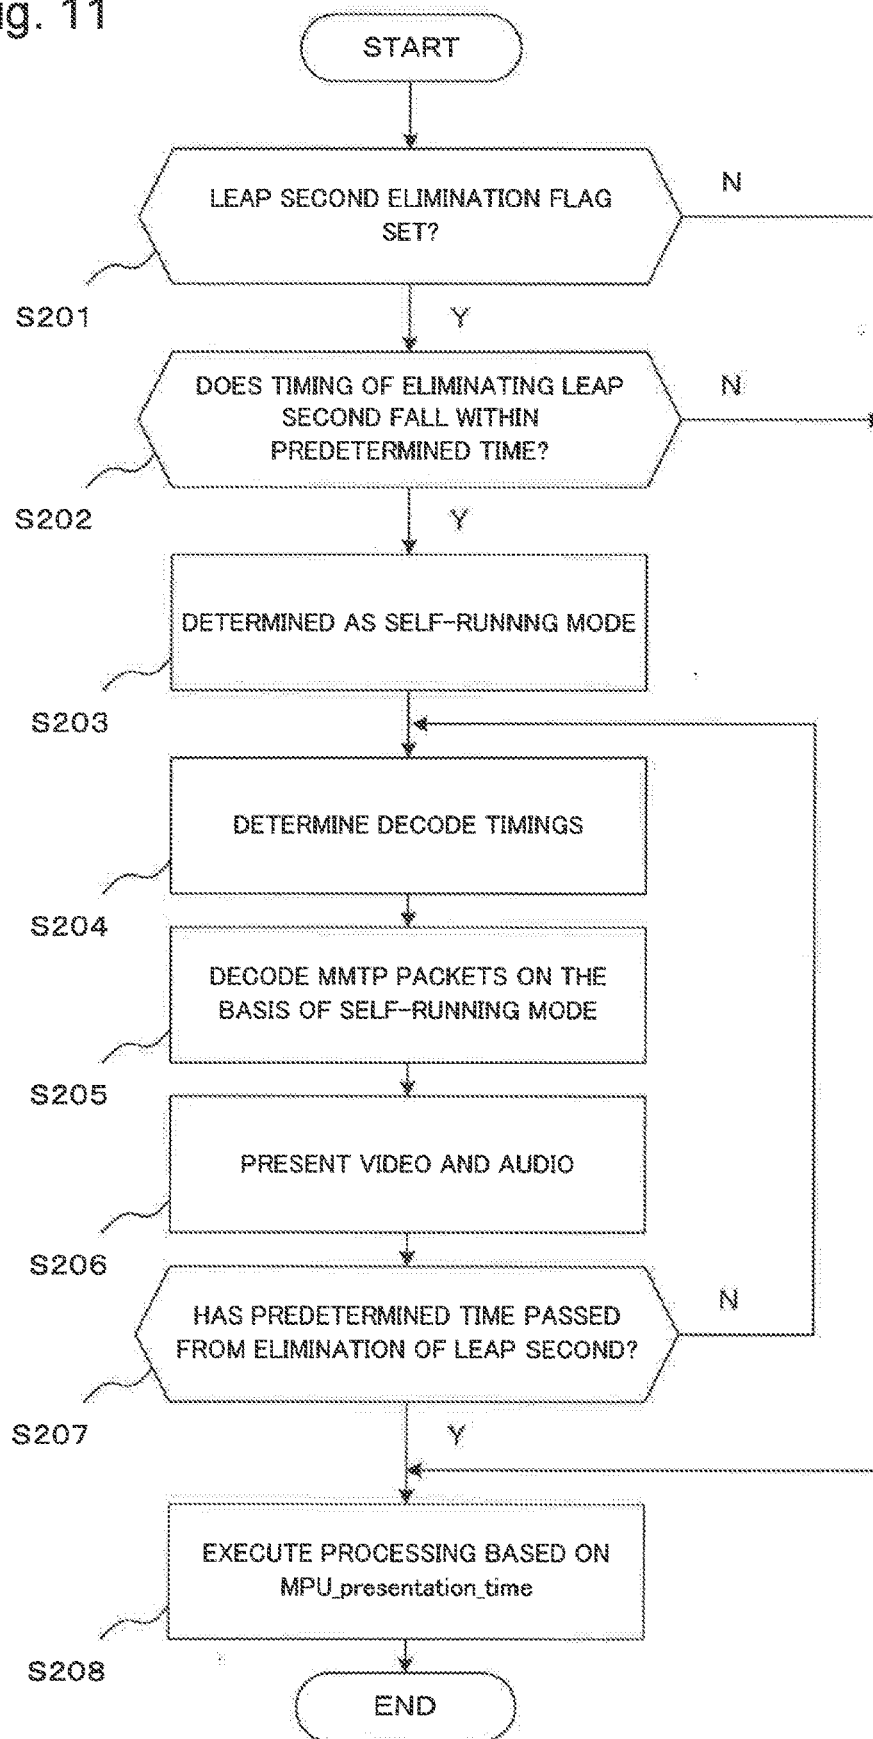 ig. 11
START
LEAP SECOND ELIMINATION FLAG
SET?
N
S201
Y
DOES TIMING OF ELIMINATING LEAP
SECOND FALL WITHIN
PREDETERMINED TIME?
N
S202
Y
DETERMINED AS SELF-RUNNNG MODE
S203
DETERMINE DECODE TIMINGS
S204
DECODE MMTP PACKETS ON THE
BASIS OF SELF-RUNNING MODE
S205
PRESENT VIDEO AND AUDIO
S206
HAS PREDETERMINED TIME PASSED
FROM ELIMINATION OF LEAP SECOND?
N
S207
Y
EXECUTE PROCESSING BASED ON
MPU_presentation_time
S208
END